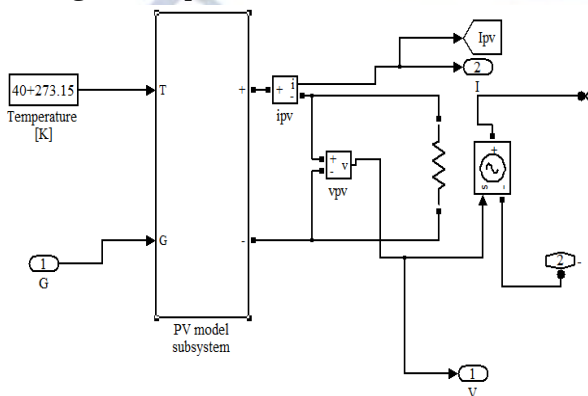 Ipv
2
I
40+273.15
Temperature
[K]
T
+
+
i
-
ipv
+
-
v
vpv
+
s
-
1
G
G
-
2
-
PV model
subsystem
1
V